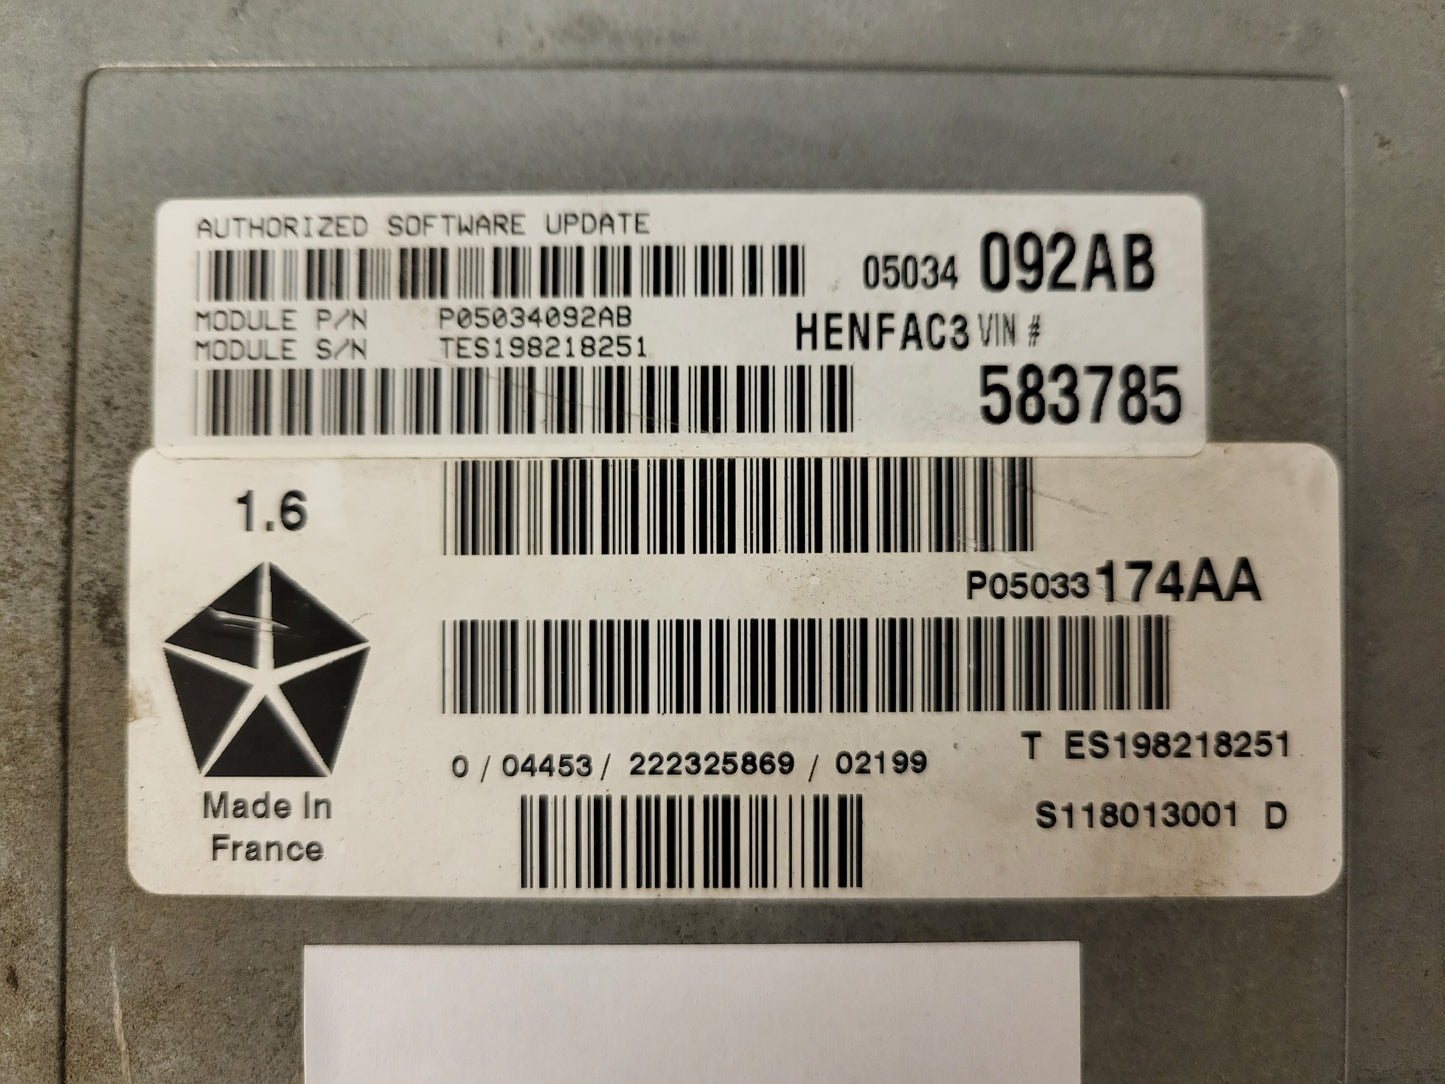 AUTHORIZED SOFTWARE UPDATE
05034 092AB
MODULE P/N P05034092AB
MODULE S/N TES198218251
HENFAC3 VIN #
583785
1.6
P05033174AA
T ES198218251
0 / 04453 / 222325869 / 02199
S118013001 D
Made In
France